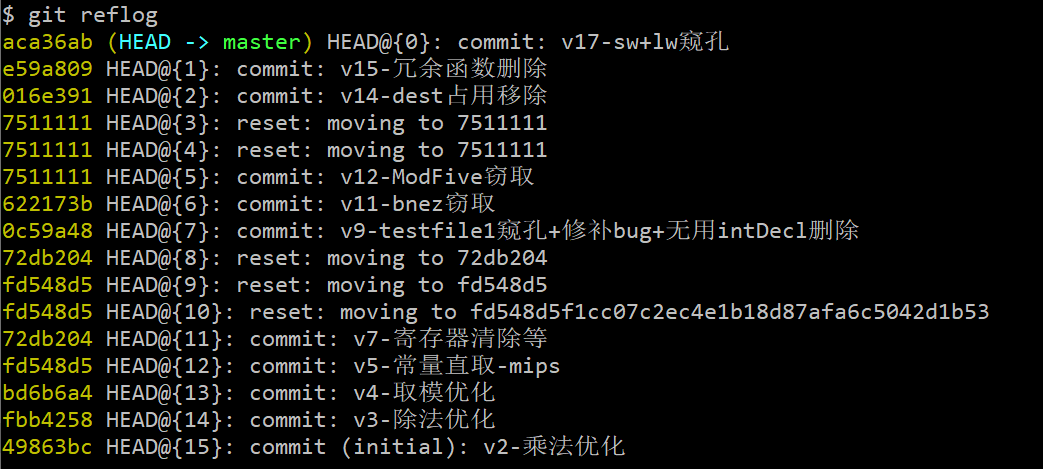 $ git reflog
aca36ab (HEAD -> master) HEAD@{0}: commit: v17-sw+lw窥孔
e59a809 HEAD@{1}: commit: v15-冗余函数删除
016e391 HEAD@{2}: commit: v14-dest占用移除
7511111 HEAD@{3}: reset: moving to 7511111
7511111 HEAD@{4}: reset: moving to 7511111
7511111 HEAD@{5}: commit: v12-ModFive窃取
622173b HEAD@{6}: commit: v11-bnez窃取
0c59a48 HEAD@{7}: commit: v9-testfile1窥孔+修补bug+无用intDecl删除
72db204 HEAD@{8}: reset: moving to 72db204
fd548d5 HEAD@{9}: reset: moving to fd548d5
fd548d5 HEAD@{10}: reset: moving to fd548d5f1cc07c2ec4e1b18d87afa6c5042d1b53
72db204 HEAD@{11}: commit: v7-寄存器清除等
fd548d5 HEAD@{12}: commit: v5-常量直取-mips
bd6b6a4 HEAD@{13}: commit: v4-取模优化
fbb4258 HEAD@{14}: commit: v3-除法优化
49863bc HEAD@{15}: commit (initial): v2-乘法优化